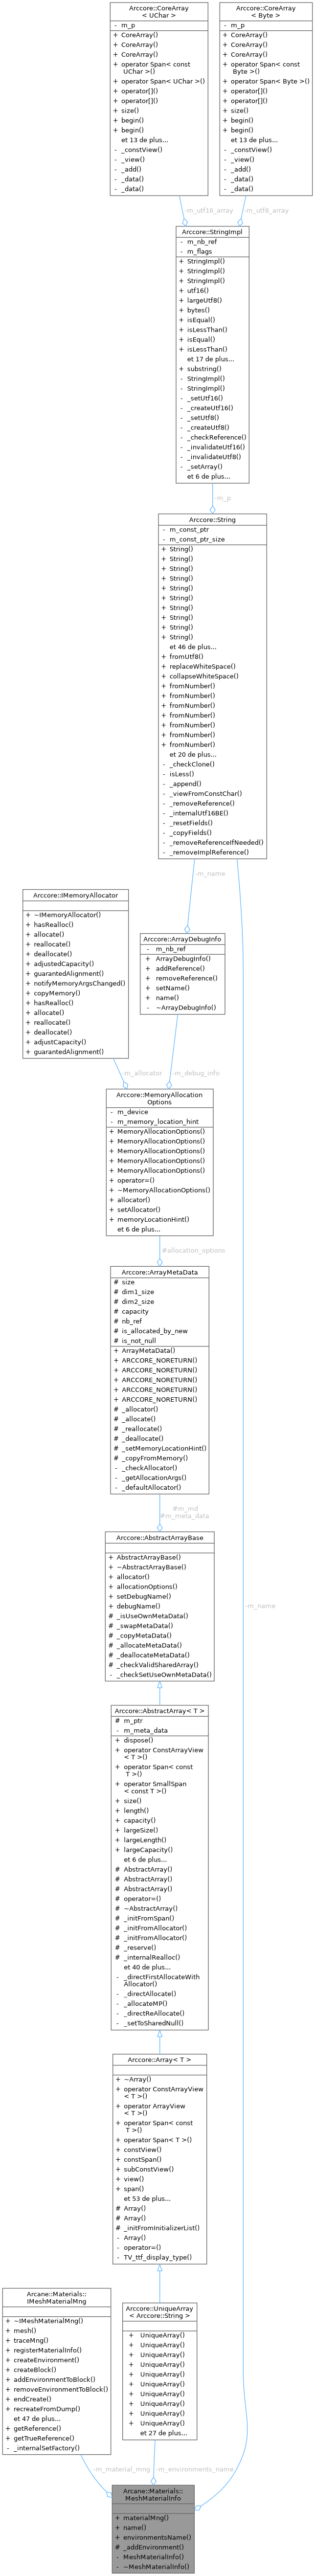 Arccore::CoreArray
< UChar >
- m_p
+ CoreArray()
+ CoreArray()
+ CoreArray()
+ operator Span< const
UChar >()
+ operator Span< UChar >()
+ operator[]()
+ operator[]()
+ size()
+ begin()
+ begin()
et 13 de plus...
- _constView()
- _view()
- _add()
- _data()
- _data()
Arccore::CoreArray
< Byte >
- m_p
+ CoreArray()
+ CoreArray()
+ CoreArray()
+ operator Span< const
Byte >()
+ operator Span< Byte >()
+ operator[]()
+ operator[]()
+ size()
+ begin()
+ begin()
et 13 de plus...
- _constView()
- _view()
- _add()
- _data()
- _data()
-m_utf16_array
-m_utf8_array
Arccore::StringImpl
- m_nb_ref
- m_flags
+ StringImpl()
+ StringImpl()
+ StringImpl()
+ utf16()
+ largeUtf8()
+ bytes()
+ isEqual()
+ isLessThan()
+ isEqual()
+ isLessThan()
et 17 de plus...
+ substring()
- StringImpl()
- StringImpl()
- _setUtf16()
- _createUtf16()
- _setUtf8()
- _createUtf8()
- _checkReference()
- _invalidateUtf16()
- _invalidateUtf8()
- _setArray()
et 6 de plus...
-m_p
Arccore::String
- m_const_ptr
- m_const_ptr_size
+ String()
+ String()
+ String()
+ String()
+ String()
+ String()
+ String()
+ String()
+ String()
+ String()
et 46 de plus...
+ fromUtf8()
+ replaceWhiteSpace()
+ collapseWhiteSpace()
+ fromNumber()
+ fromNumber()
+ fromNumber()
+ fromNumber()
+ fromNumber()
+ fromNumber()
+ fromNumber()
et 20 de plus...
- _checkClone()
- isLess()
- _append()
- _viewFromConstChar()
- _removeReference()
- _internalUtf16BE()
- _resetFields()
- _copyFields()
- _removeReferenceIfNeeded()
- _removeImplReference()
-m_name
Arccore::IMemoryAllocator
+ ~IMemoryAllocator()
+ hasRealloc()
+ allocate()
+ reallocate()
+ deallocate()
+ adjustedCapacity()
+ guarantedAlignment()
+ notifyMemoryArgsChanged()
+ copyMemory()
+ hasRealloc()
+ allocate()
+ reallocate()
+ deallocate()
+ adjustCapacity()
+ guarantedAlignment()
Arccore::ArrayDebugInfo
- m_nb_ref
+ ArrayDebugInfo()
+ addReference()
+ removeReference()
+ setName()
+ name()
- ~ArrayDebugInfo()
-m_allocator
-m_debug_info
Arccore::MemoryAllocation
Options
- m_device
- m_memory_location_hint
+ MemoryAllocationOptions()
+ MemoryAllocationOptions()
+ MemoryAllocationOptions()
+ MemoryAllocationOptions()
+ MemoryAllocationOptions()
+ operator=()
+ ~MemoryAllocationOptions()
+ allocator()
+ setAllocator()
+ memoryLocationHint()
et 6 de plus...
#allocation_options
Arccore::ArrayMetaData
# size
# dim1_size
# dim2_size
# capacity
# nb_ref
# is_allocated_by_new
# is_not_null
+ ArrayMetaData()
+ ARCCORE_NORETURN()
+ ARCCORE_NORETURN()
+ ARCCORE_NORETURN()
+ ARCCORE_NORETURN()
+ ARCCORE_NORETURN()
# _allocator()
# _allocate()
# _reallocate()
# _deallocate()
# _setMemoryLocationHint()
# _copyFromMemory()
- _checkAllocator()
- _getAllocationArgs()
- _defaultAllocator()
#m_md
#m_meta_data
Arccore::AbstractArrayBase
+ AbstractArrayBase()
+ ~AbstractArrayBase()
+ allocator()
+ allocationOptions()
+ setDebugName()
+ debugName()
# _isUseOwnMetaData()
# _swapMetaData()
# _copyMetaData()
# _allocateMetaData()
# _deallocateMetaData()
# _checkValidSharedArray()
- _checkSetUseOwnMetaData()
-m_name
Arccore::AbstractArray< T >
# m_ptr
- m_meta_data
+ dispose()
+ operator ConstArrayView
< T >()
+ operator Span< const
T >()
+ operator SmallSpan
< const T >()
+ size()
+ length()
+ capacity()
+ largeSize()
+ largeLength()
+ largeCapacity()
et 6 de plus...
# AbstractArray()
# AbstractArray()
# AbstractArray()
# operator=()
# ~AbstractArray()
# _initFromSpan()
# _initFromAllocator()
# _initFromAllocator()
# _reserve()
# _internalRealloc()
et 40 de plus...
- _directFirstAllocateWith
Allocator()
- _directAllocate()
- _allocateMP()
- _directReAllocate()
- _setToSharedNull()
Arccore::Array< T >
+ ~Array()
+ operator ConstArrayView
< T >()
+ operator ArrayView
< T >()
+ operator Span< const
T >()
+ operator Span< T >()
+ constView()
+ constSpan()
+ subConstView()
+ view()
+ span()
et 53 de plus...
# Array()
# Array()
# _initFromInitializerList()
- Array()
- operator=()
- TV_ttf_display_type()
Arcane::Materials::
IMeshMaterialMng
+ ~IMeshMaterialMng()
+ mesh()
+ traceMng()
+ registerMaterialInfo()
+ createEnvironment()
+ createBlock()
+ addEnvironmentToBlock()
+ removeEnvironmentToBlock()
+ endCreate()
+ recreateFromDump()
et 47 de plus...
+ getReference()
+ getTrueReference()
- _internalSetFactory()
Arccore::UniqueArray
< Arccore::String >
+ UniqueArray()
+ UniqueArray()
+ UniqueArray()
+ UniqueArray()
+ UniqueArray()
+ UniqueArray()
+ UniqueArray()
+ UniqueArray()
+ UniqueArray()
+ UniqueArray()
et 27 de plus...
-m_material_mng
-m_environments_name
Arcane::Materials::
MeshMaterialInfo
+ materialMng()
+ name()
+ environmentsName()
# _addEnvironment()
- MeshMaterialInfo()
- ~MeshMaterialInfo()